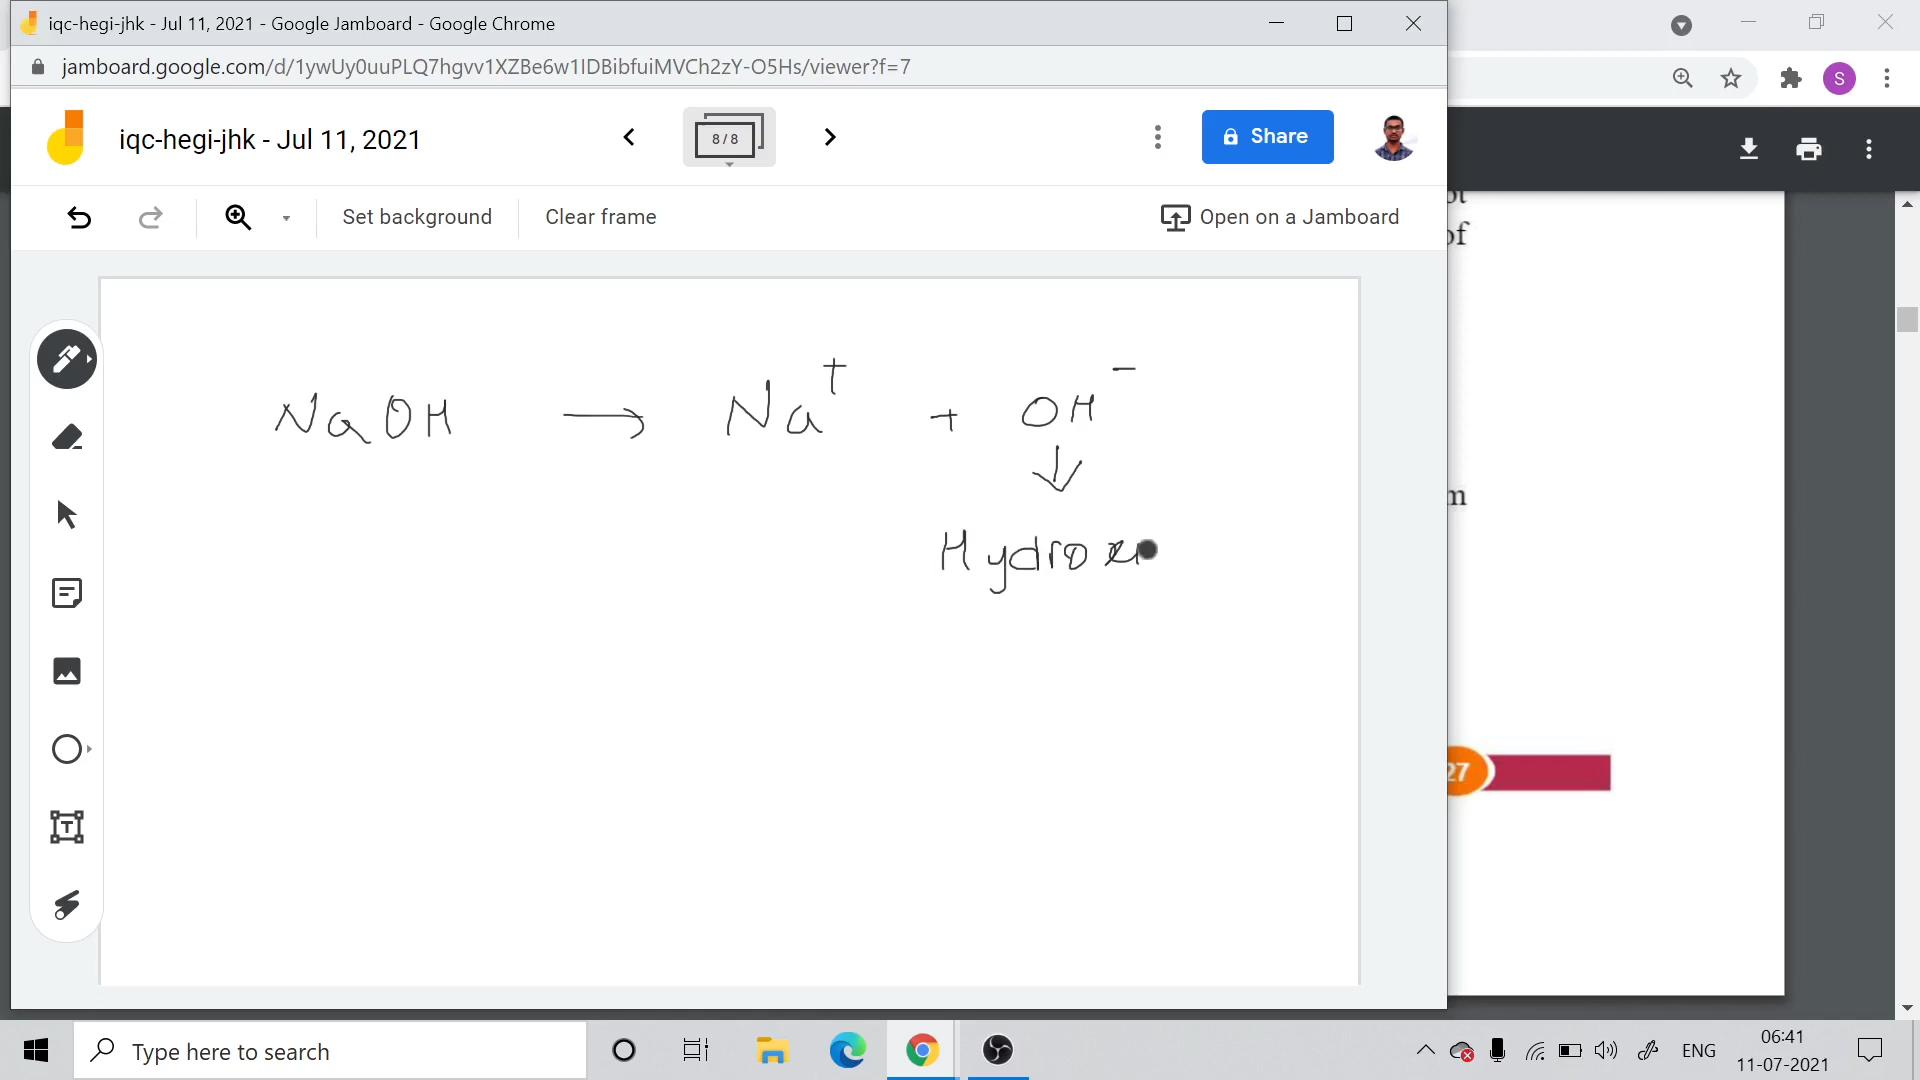 iqc-hegi-jhk - Jul 11, 2021 - Google Jamboard - Google Chrome
jamboard.google.com/d/1ywUy0uuPLQ7hgvv1XZBe6w1IDBibfuiMVCh2zY-O5Hs/viewer?f=7
S
iqc-hegi-jhk - Jul 11, 2021
8 / 8
Share
Set background
Clear frame
Open on a Jamboard
of
NaOH → Na+ + OH−
↓
m
27
Type here to search
ENG
06:41
11-07-2021